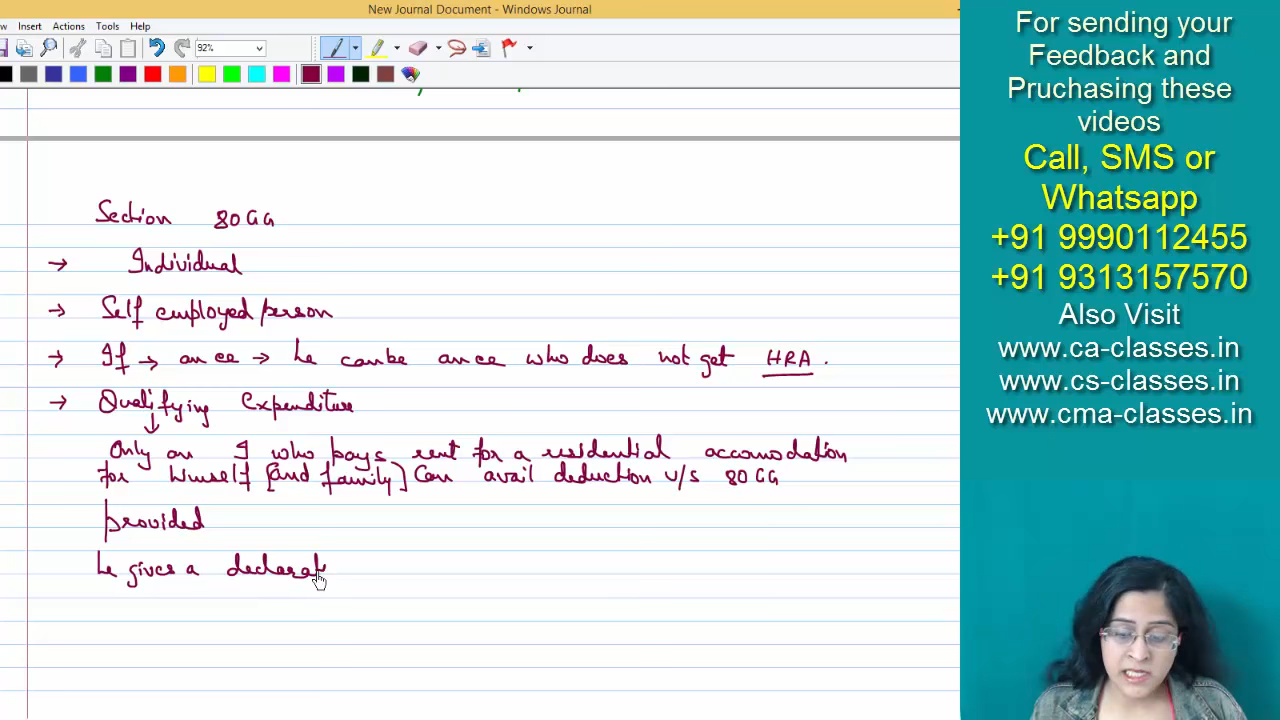 New Journal Document - Windows Journal
Insert Actions Tools Help
92%
Section 80GG
→ Individual
→ Self employed person
→ If → an ee → he can be an ee who does not get HRA.
→ Qualifying Expenditure
Only an I who pays rent for a residential accomodation
for himself [and family] can avail deduction u/s 80GG
provided
he gives a declarat
For sending your
Feedback and
Pruchasing these
videos
Call, SMS or
Whatsapp
+91 9990112455
+91 9313157570
Also Visit
www.ca-classes.in
www.cs-classes.in
www.cma-classes.in